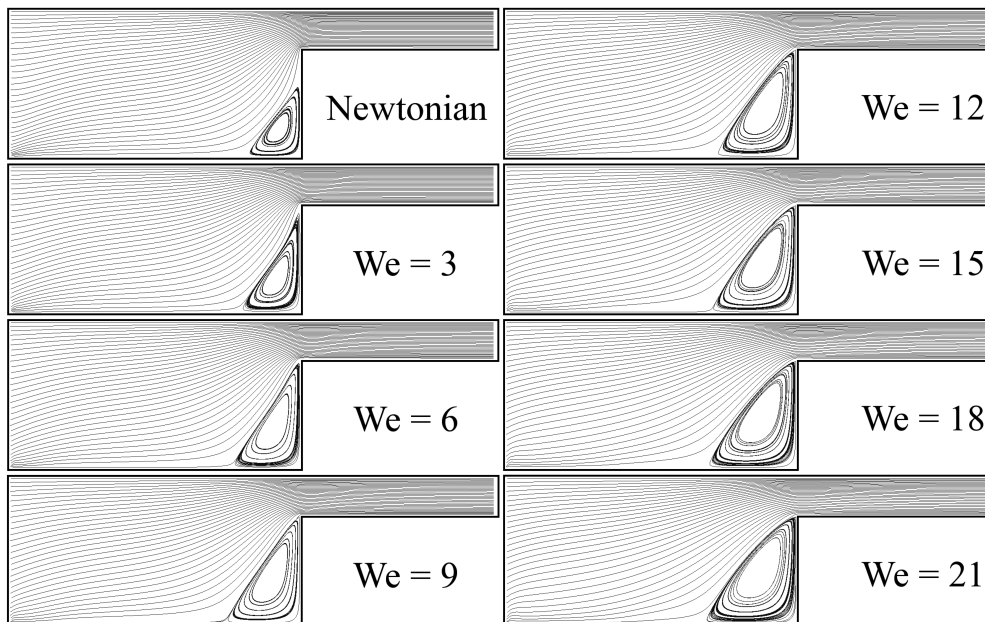 Newtonian
We = 3
We = 6
We = 9
We = 12
We = 15
We = 18
We = 21